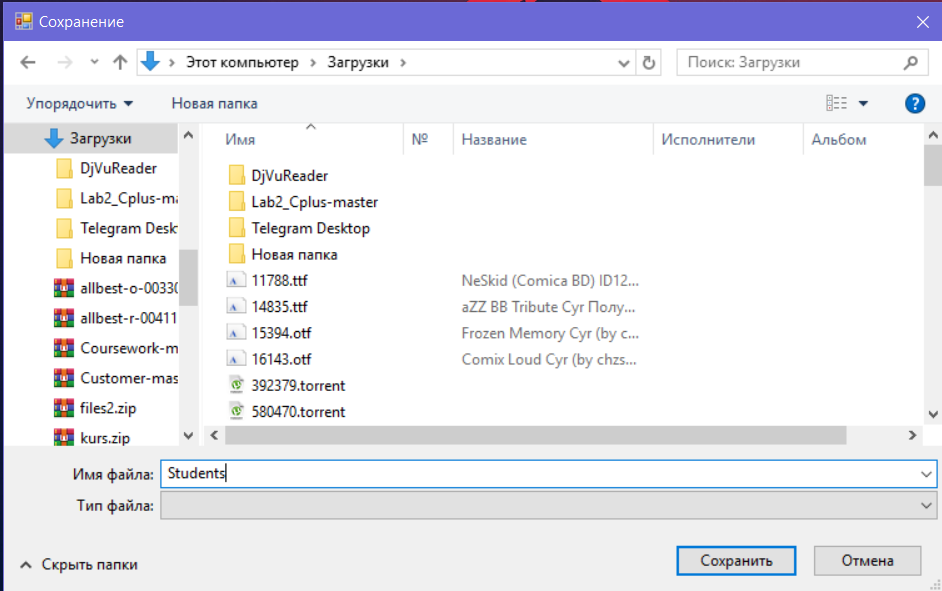 Сохранение
Этот компьютер > Загрузки >
Поиск: Загрузки
Упорядочить
Новая папка
?
Загрузки
DjVuReader
Lab2_Cplus-ma
Telegram Desk
Новая папка
allbest-o-00330
allbest-r-00411
Coursework-m
Customer-mas
files2.zip
kurs.zip
Имя № Название Исполнители Альбом
DjVuReader
Lab2_Cplus-master
Telegram Desktop
Новая папка
11788.ttf NeSkid (Comica BD) ID12...
14835.ttf aZZ BB Tribute Cyr Полу...
15394.otf Frozen Memory Cyr (by c...
16143.otf Comix Loud Cyr (by chzs...
392379.torrent
580470.torrent
Имя файла: Students
Тип файла:
Скрыть папки
Сохранить
Отмена